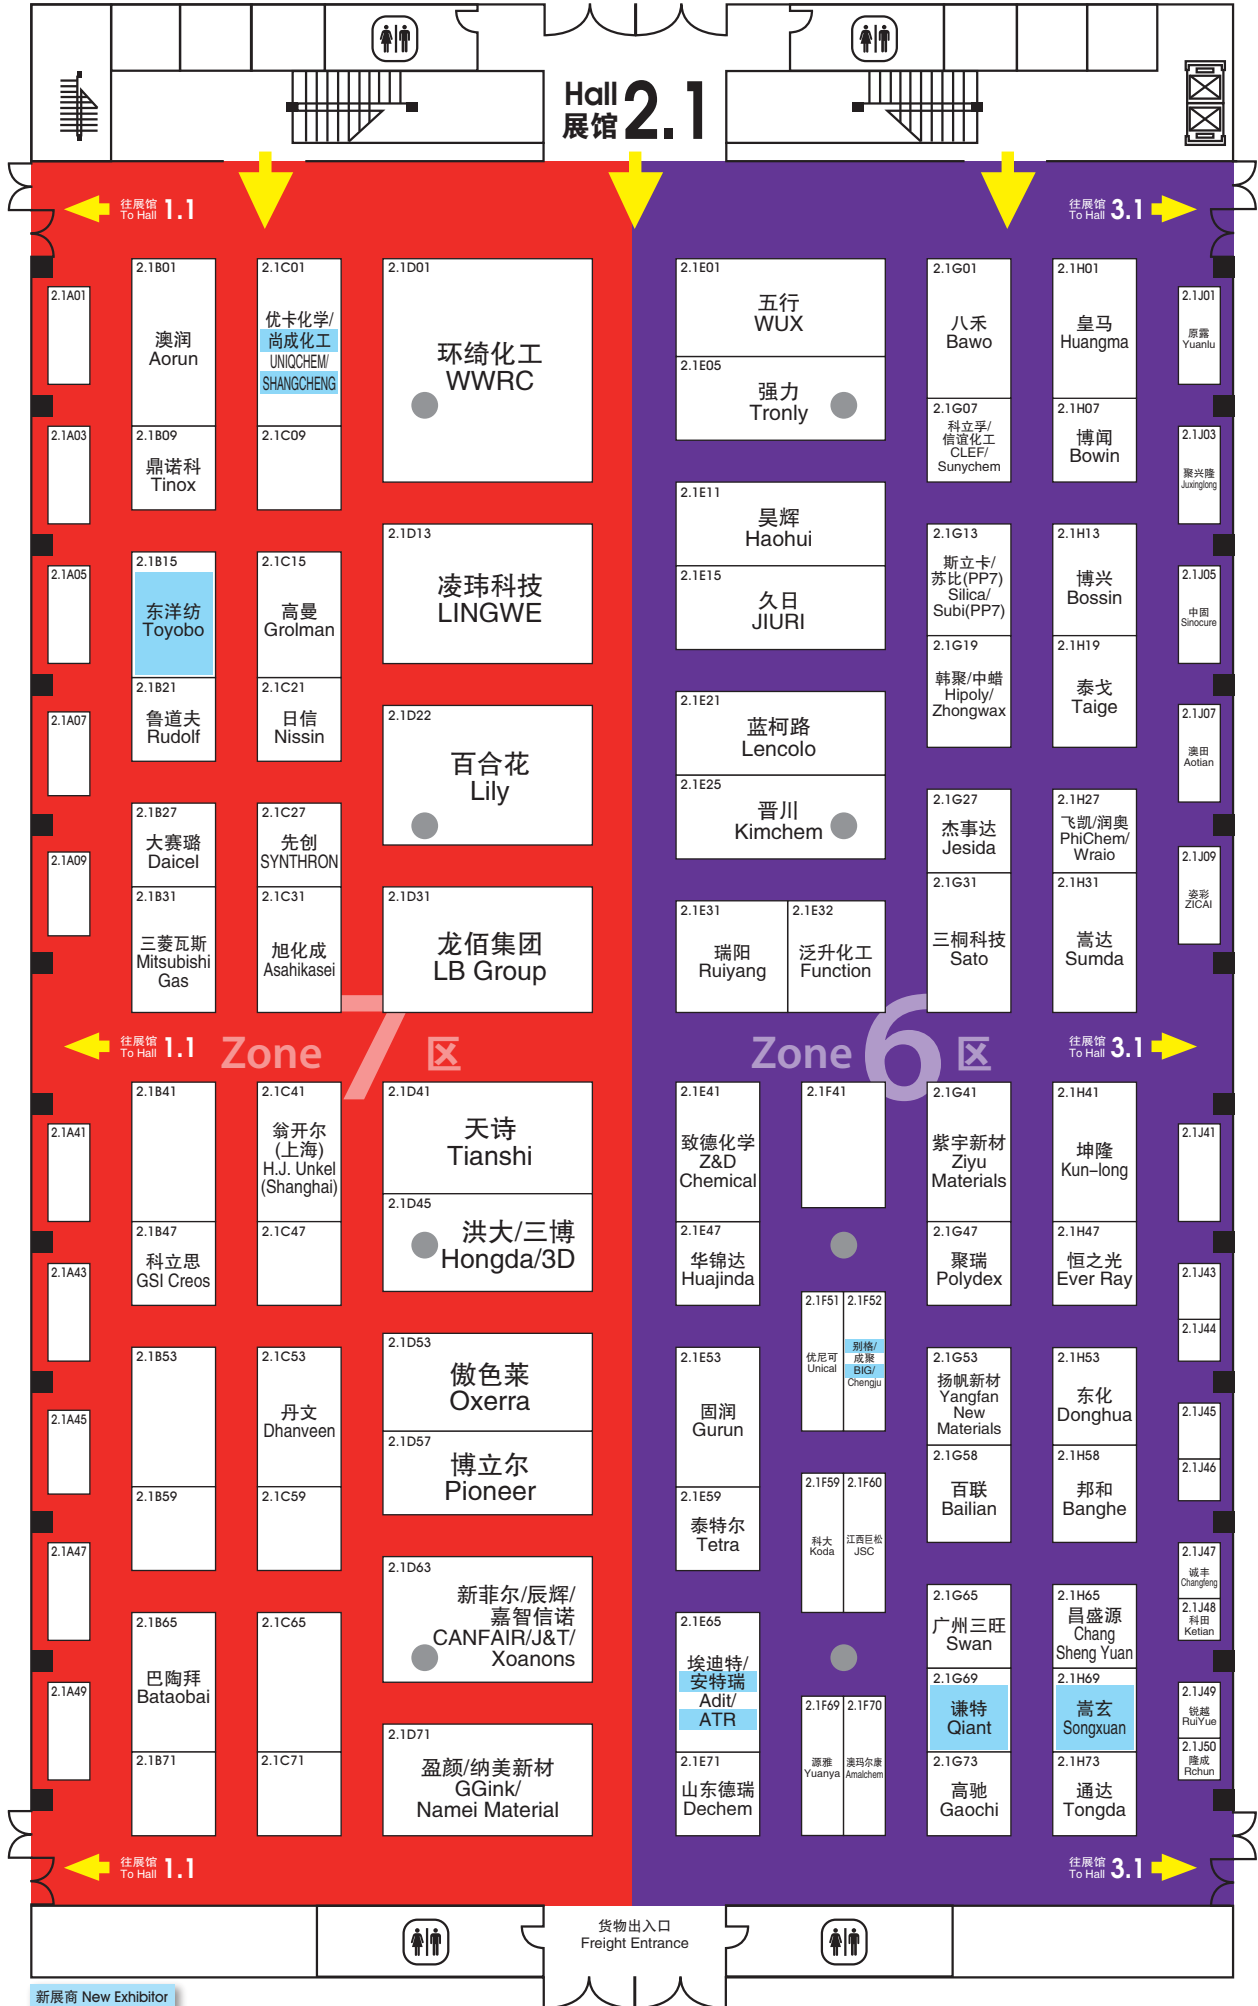 Hall
展馆 2.1
往展馆
To Hall 1.1
往展馆
To Hall 3.1
2.1A01
2.1A03
2.1A05
2.1A07
2.1A09
2.1B01
澳润
Aorun
2.1B09
鼎诺科
Tinox
2.1B15
东洋纺
Toyobo
2.1B21
鲁道夫
Rudolf
2.1B27
大赛璐
Daicel
2.1B31
三菱瓦斯
Mitsubishi
Gas
2.1C01
优卡化学/
尚成化工
UNIQCHEM/
SHANGCHENG
2.1C09
2.1C15
高曼
Grolman
2.1C21
日信
Nissin
2.1C27
先创
SYNTHRON
2.1C31
旭化成
Asahikasei
2.1D01
环绮化工
WWRC
2.1D13
凌玮科技
LINGWE
2.1D22
百合花
Lily
2.1D31
龙佰集团
LB Group
2.1E01
五行
WUX
2.1E05
强力
Tronly
2.1E11
昊辉
Haohui
2.1E15
久日
JIURI
2.1E21
蓝柯路
Lencolo
2.1E25
晋川
Kimchem
2.1E31
瑞阳
Ruiyang
2.1E32
泛升化工
Function
2.1G01
八禾
Bawo
2.1G07
科立孚/
信谊化工
CLEF/
Sunychem
2.1G13
斯立卡/
苏比(PP7)
Silica/
Subi(PP7)
2.1G19
韩聚/中蜡
Hipoly/
Zhongwax
2.1G27
杰事达
Jesida
2.1G31
三桐科技
Sato
2.1H01
皇马
Huangma
2.1H07
博闻
Bowin
2.1H13
博兴
Bossin
2.1H19
泰戈
Taige
2.1H27
飞凯/润奥
PhiChem/
Wraio
2.1H31
嵩达
Sumda
2.1J01
原露
Yuanlu
2.1J03
聚兴隆
Juxinglong
2.1J05
中固
Sinocure
2.1J07
澳田
Aotian
2.1J09
姿彩
ZICAI
往展馆
To Hall 1.1
Zone 7 区
Zone 6 区
往展馆
To Hall 3.1
2.1A41
2.1A43
2.1A45
2.1A47
2.1A49
2.1B41
2.1B47
科立思
GSI Creos
2.1B53
2.1B59
2.1B65
巴陶拜
Bataobai
2.1B71
2.1C41
翁开尔
(上海)
H.J. Unkel
(Shanghai)
2.1C47
2.1C53
丹文
Dhanveen
2.1C59
2.1C65
2.1C71
2.1D41
天诗
Tianshi
2.1D45
洪大/三博
Hongda/3D
2.1D53
傲色莱
Oxerra
2.1D57
博立尔
Pioneer
2.1D63
新菲尔/辰辉/
嘉智信诺
CANFAIR/J&T/
Xoanons
2.1D71
盈颜/纳美新材
GGink/
Namei Material
2.1E41
致德化学
Z&D
Chemical
2.1E47
华锦达
Huajinda
2.1E53
固润
Gurun
2.1E59
泰特尔
Tetra
2.1E65
埃迪特/
安特瑞
Adit/
ATR
2.1E71
山东德瑞
Dechem
2.1F41
2.1F51
优尼可
Unical
2.1F52
别格/
成聚
BIG/
Chengju
2.1F59
科大
Koda
2.1F60
江西巨松
JSC
2.1F69
源雅
Yuanya
2.1F70
澳玛尔康
Amalchem
2.1G41
紫宇新材
Ziyu
Materials
2.1G47
聚瑞
Polydex
2.1G53
扬帆新材
Yangfan
New
Materials
2.1G58
百联
Bailian
2.1G65
广州三旺
Swan
2.1G69
谦特
Qiant
2.1G73
高驰
Gaochi
2.1H41
坤隆
Kun-long
2.1H47
恒之光
Ever Ray
2.1H53
东化
Donghua
2.1H58
邦和
Banghe
2.1H65
昌盛源
Chang
Sheng Yuan
2.1H69
嵩玄
Songxuan
2.1H73
通达
Tongda
2.1J41
2.1J43
2.1J44
2.1J45
2.1J46
2.1J47
诚丰
Changfeng
2.1J48
科田
Ketian
2.1J49
锐越
RuiYue
2.1J50
隆成
Rchun
往展馆
To Hall 1.1
往展馆
To Hall 3.1
货物出入口
Freight Entrance
新展商 New Exhibitor